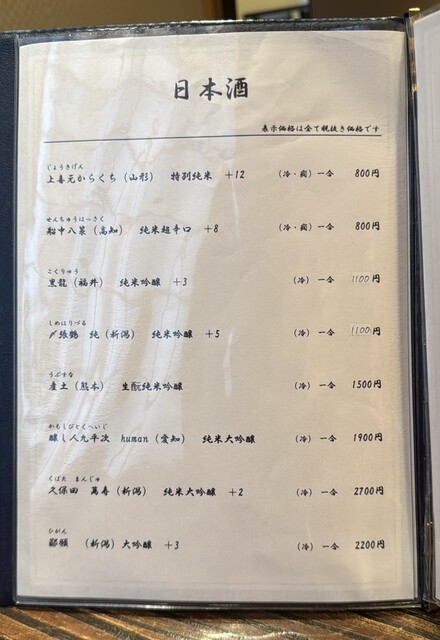 日本酒
表示価格は全て税抜き価格です
じょうきげん
上喜元からくち（山形）　特別純米　+12　（冷・燗）一合　800円
せんちゅうはっさく
船中八策（高知）　純米超辛口　+8　（冷・燗）一合　800円
こくりゅう
黒龍（福井）　純米吟醸　+3　（冷）一合　1100円
しめはりづる
〆張鶴　純（新潟）　純米吟醸　+5　（冷）一合　1100円
うぶすな
産土（熊本）　生酛純米吟醸　（冷）一合　1500円
かもしびとくへいじ
醸し人九平次　human（愛知）　純米大吟醸　（冷）一合　1900円
くぼた　まんじゅ
久保田　萬寿（新潟）　純米大吟醸　+2　（冷）一合　2700円
ひがん
鄙願　（新潟）大吟醸　+3　（冷）一合　2200円